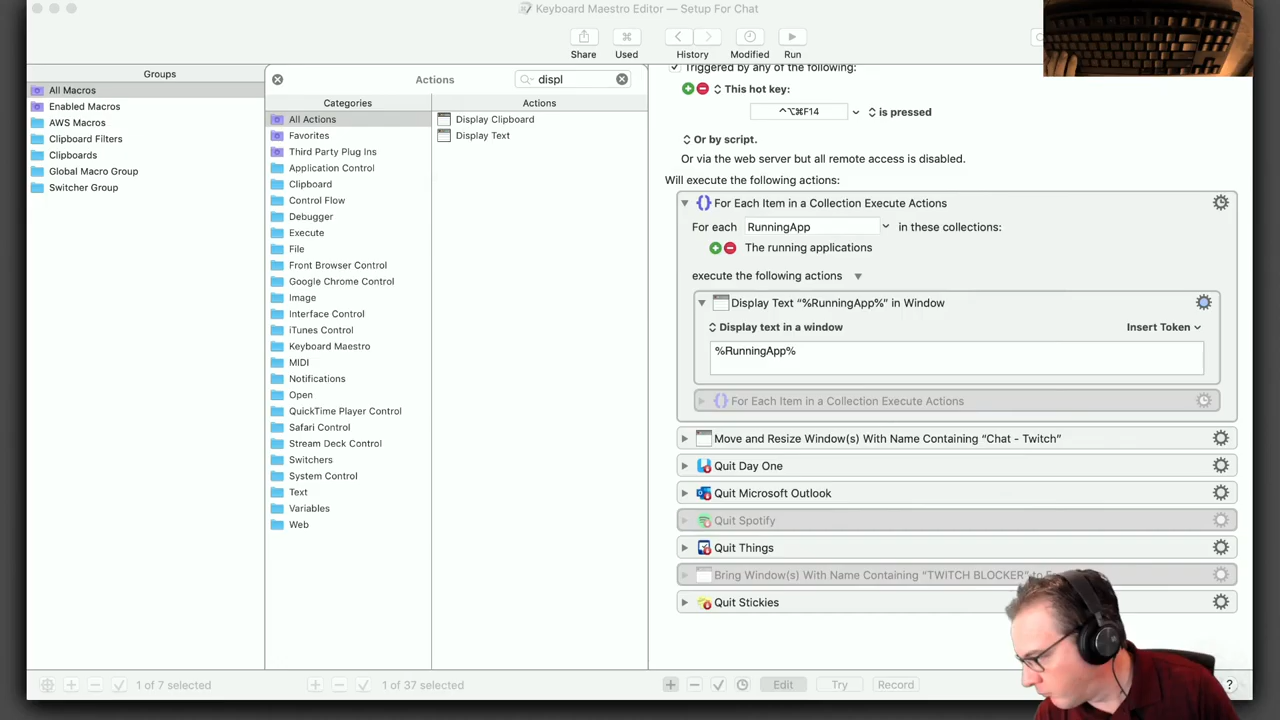 Keyboard Maestro Editor — Setup For Chat
Share
Used
History
Modified
Run
Groups
All Macros
Enabled Macros
AWS Macros
Clipboard Filters
Clipboards
Global Macro Group
Switcher Group
Actions
displ
Categories
All Actions
Favorites
Third Party Plug Ins
Application Control
Clipboard
Control Flow
Debugger
Execute
File
Front Browser Control
Google Chrome Control
Image
Interface Control
iTunes Control
Keyboard Maestro
MIDI
Notifications
Open
QuickTime Player Control
Safari Control
Stream Deck Control
Switchers
System Control
Text
Variables
Web
Actions
Display Clipboard
Display Text
Triggered by any of the following:
This hot key:
^⌥⌘F14
is pressed
Or by script.
Or via the web server but all remote access is disabled.
Will execute the following actions:
For Each Item in a Collection Execute Actions
For each RunningApp in these collections:
The running applications
execute the following actions
Display Text “%RunningApp%” in Window
Display text in a window
Insert Token
%RunningApp%
For Each Item in a Collection Execute Actions
Move and Resize Window(s) With Name Containing “Chat - Twitch”
Quit Day One
Quit Microsoft Outlook
Quit Spotify
Quit Things
Bring Window(s) With Name Containing “TWITCH BLOCKER” to
Quit Stickies
1 of 7 selected
1 of 37 selected
Edit
Try
Record
?